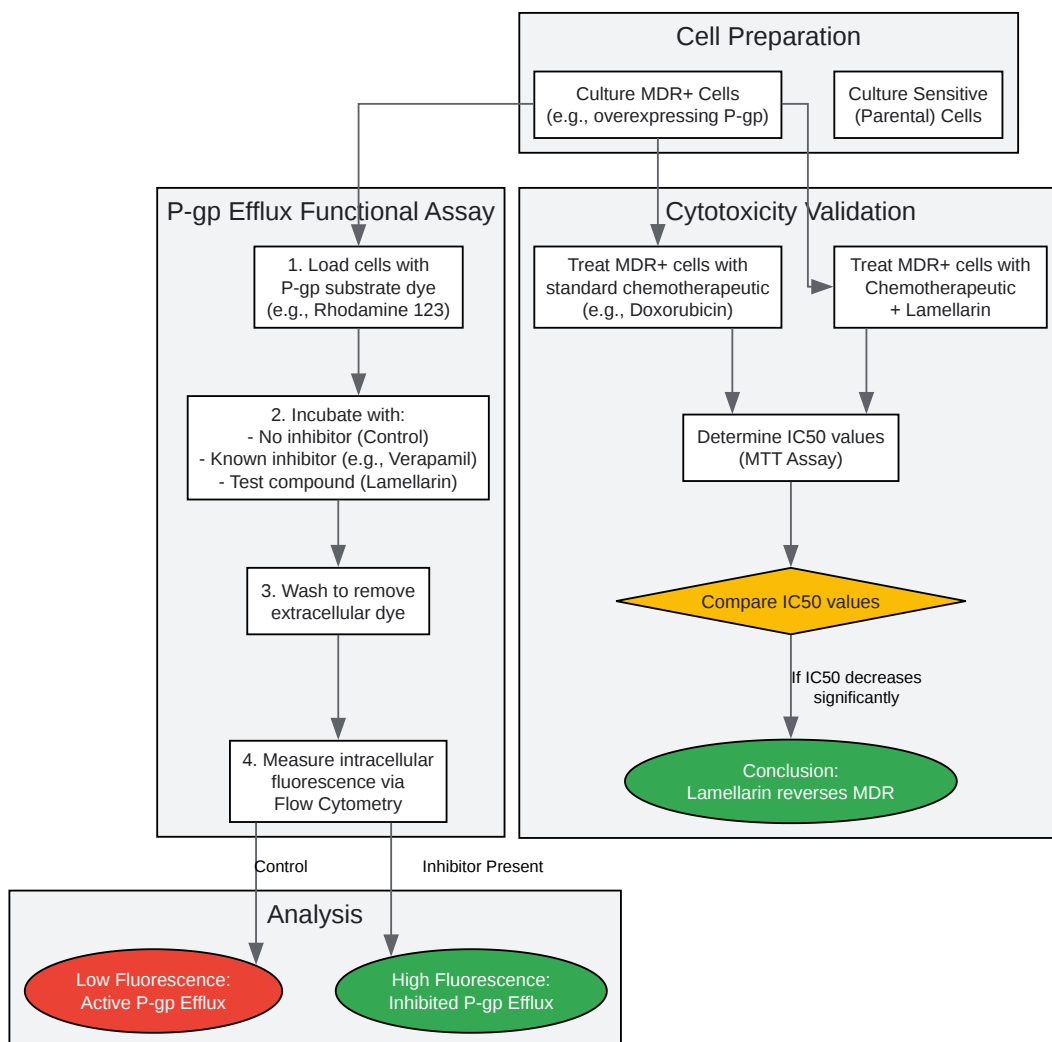 Cell Preparation
Culture MDR+ Cells
(e.g., overexpressing P-gp)
Culture Sensitive
(Parental) Cells
P-gp Efflux Functional Assay
1. Load cells with
P-gp substrate dye
(e.g., Rhodamine 123)
2. Incubate with:
- No inhibitor (Control)
- Known inhibitor (e.g., Verapamil)
- Test compound (Lamellarin)
3. Wash to remove
extracellular dye
4. Measure intracellular
fluorescence via
Flow Cytometry
Control
Inhibitor Present
Cytotoxicity Validation
Treat MDR+ cells with
standard chemotherapeutic
(e.g., Doxorubicin)
Treat MDR+ cells with
Chemotherapeutic
+ Lamellarin
Determine IC50 values
(MTT Assay)
Compare IC50 values
If IC50 decreases
significantly
Conclusion:
Lamellarin reverses MDR
Analysis
Low Fluorescence:
Active P-gp Efflux
High Fluorescence:
Inhibited P-gp Efflux